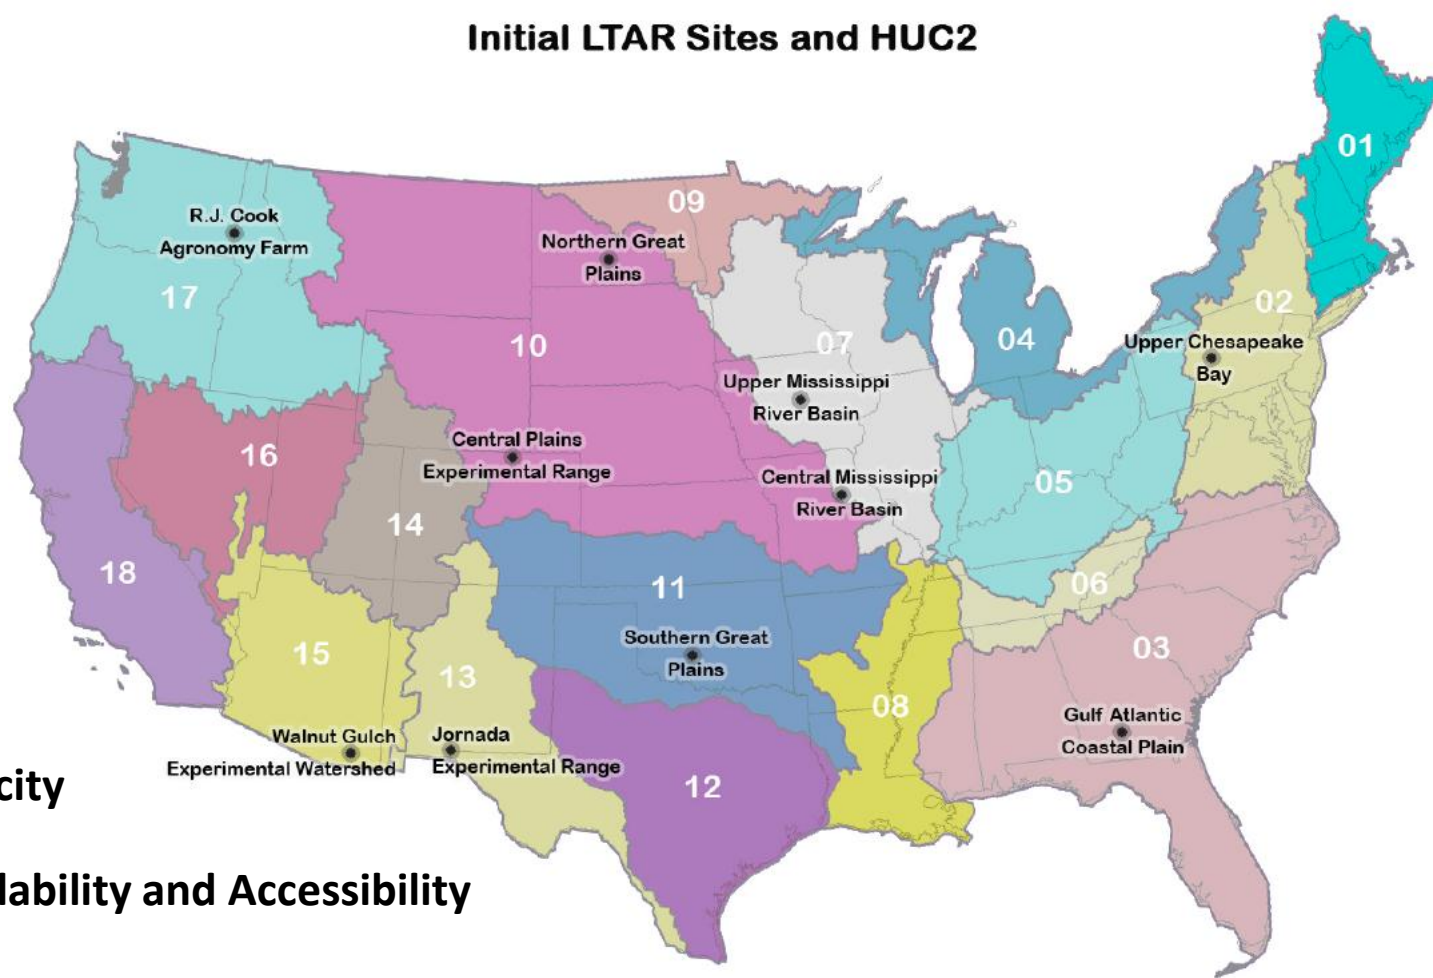 Initial LTAR Sites and HUC2
01
R.J. Cook
Agronomy Farm
09
Northern Great
Plains
17
02
10
07
04
Upper Chesapeake
Bay
Upper Mississippi
River Basin
16
Central Plains
Experimental Range
Central Mississippi
River Basin
05
14
18
11
06
15
13
Southern Great
Plains
03
08
Gulf Atlantic
Coastal Plain
Walnut Gulch
Experimental Watershed
Jornada
Experimental Range
12
city
lability and Accessibility